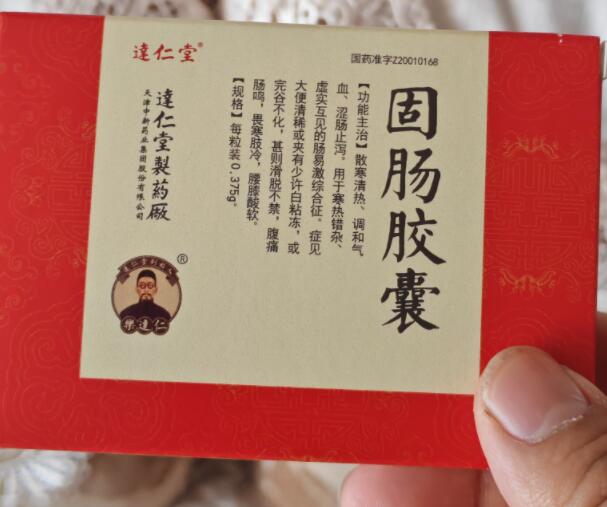 達仁堂®
国药准字Z20010168
固肠胶囊
【功能主治】散寒清热、调和气
血、涩肠止泻。用于寒热错杂、
虚实互见的肠易激综合征。症见
大便清稀或夹有少许白粘冻，或
完谷不化，甚则滑脱不禁，腹痛
肠鸣，畏寒肢冷，腰膝酸软。
【规格】每粒装0.375g。
達仁堂製藥廠
天津中新药业集团股份有限公司
®
樂達仁